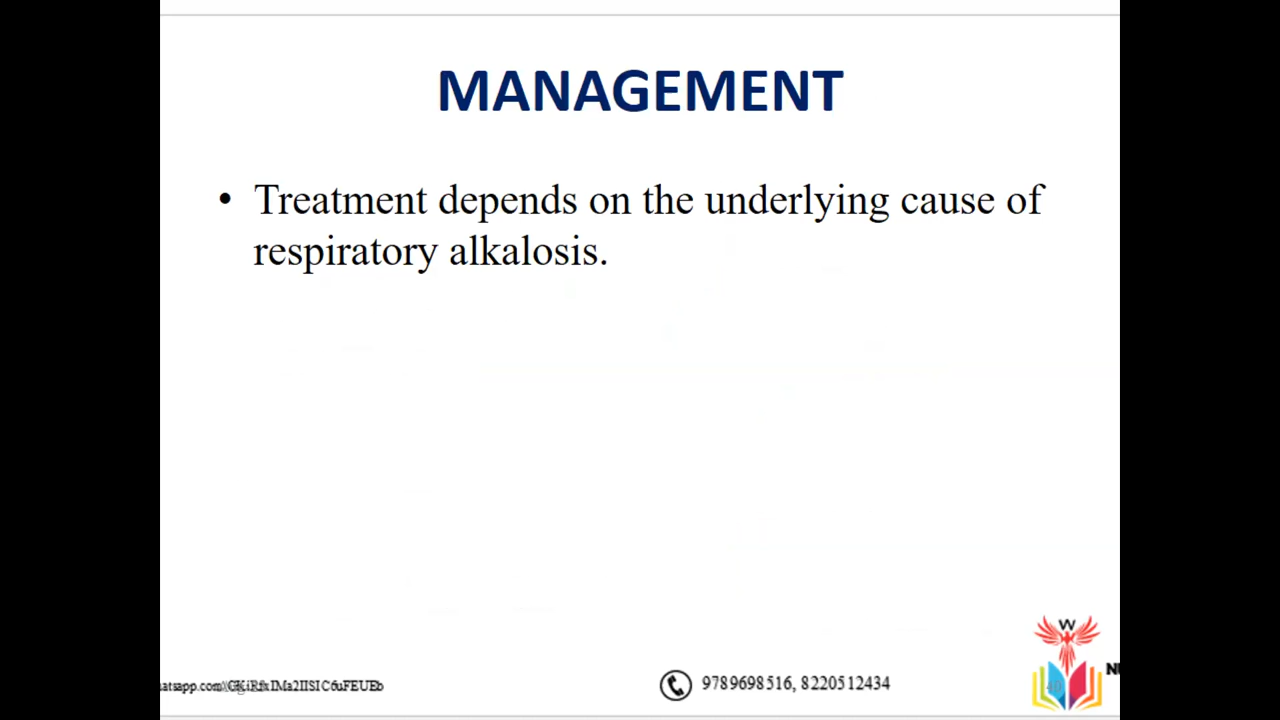 MANAGEMENT
• Treatment depends on the underlying cause of
respiratory alkalosis.
9789698516, 8220512434
W